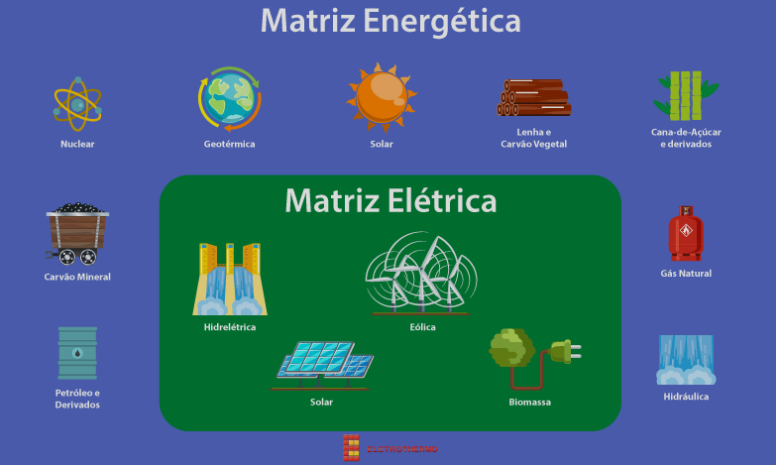 Matriz Energética
Nuclear
Geotérmica
Solar
Lenha e
Carvão Vegetal
Cana-de-Açúcar
e derivados
Matriz Elétrica
Carvão Mineral
Gás Natural
Hidrelétrica
Eólica
Petróleo e
Derivados
Solar
Biomassa
Hidráulica
ELETROTHERMO